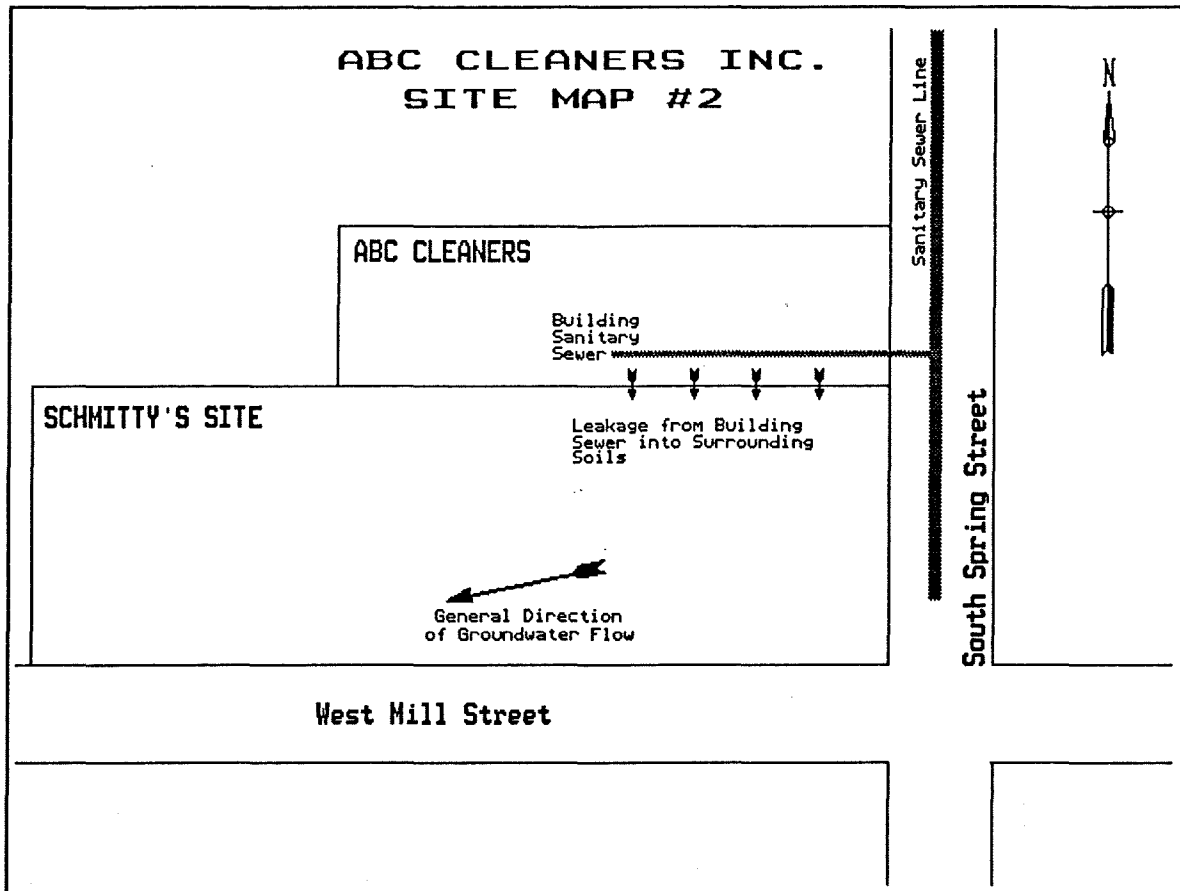 ABC CLEANERS INC.
SITE MAP #2
N
Sanitary Sewer Line
ABC CLEANERS
Building
Sanitary
Sewer
SCHMITTY'S SITE
Leakage from Building
Sewer into Surrounding
Soils
South Spring Street
General Direction
of Groundwater Flow
West Mill Street